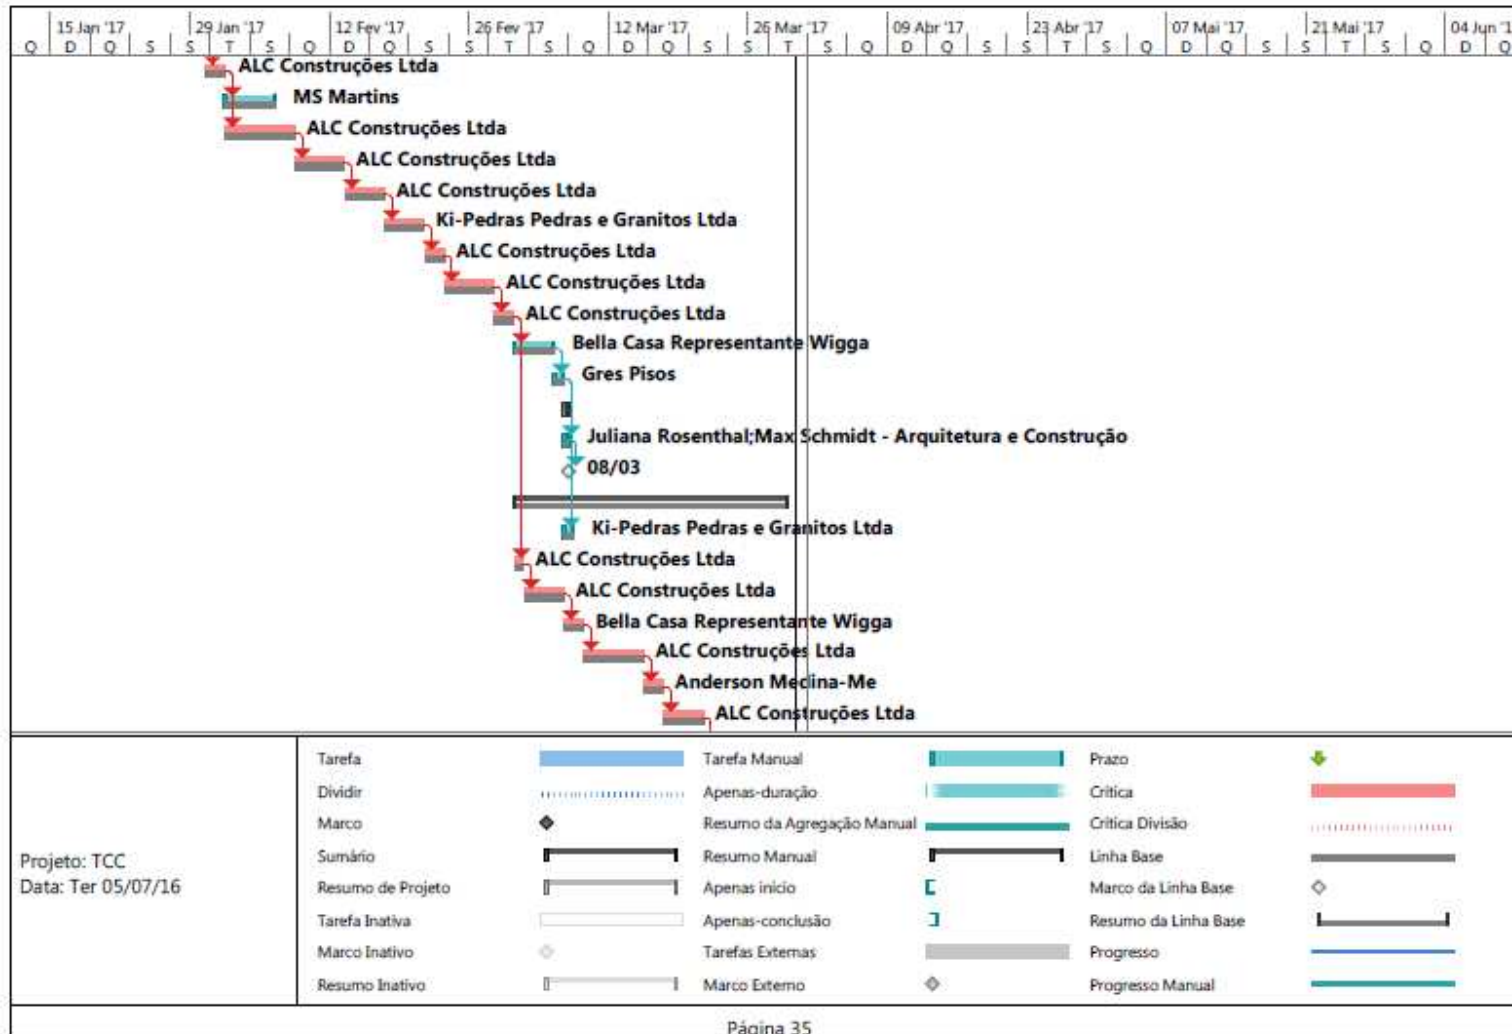 15 Jan '17 29 Jan '17 12 Fev '17 26 Fev '17 12 Mar '17 26 Mar '17 09 Abr '17 23 Abr '17 07 Mai '17 21 Mai '17 04 Jun '1
Q D Q S S T S Q D Q S S T S Q D Q S S T S Q D Q S S T S Q D Q S S T S Q D Q
ALC Construções Ltda
MS Martins
ALC Construções Ltda
ALC Construções Ltda
ALC Construções Ltda
Ki-Pedras Pedras e Granitos Ltda
ALC Construções Ltda
ALC Construções Ltda
ALC Construções Ltda
Bella Casa Representante Wigga
Gres Pisos
Juliana Rosenthal;Max Schmidt - Arquitetura e Construção
08/03
Ki-Pedras Pedras e Granitos Ltda
ALC Construções Ltda
ALC Construções Ltda
Bella Casa Representante Wigga
ALC Construções Ltda
Anderson Medina-Me
ALC Construções Ltda
Projeto: TCC
Data: Ter 05/07/16
Tarefa Tarefa Manual Prazo
Dividir Apenas-duração Crítica
Marco Resumo da Agregação Manual Crítica Divisão
Sumário Resumo Manual Linha Base
Resumo de Projeto Apenas início Marco da Linha Base
Tarefa Inativa Apenas-conclusão Resumo da Linha Base
Marco Inativo Tarefas Externas Progresso
Resumo Inativo Marco Externo Progresso Manual
Página 35